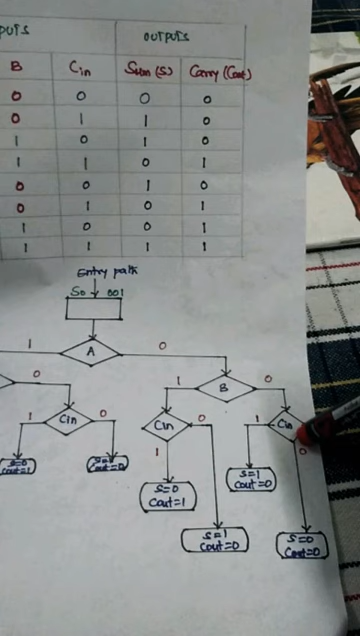 PUTS OUTPUTS
B Cin Sum (S) Carry (Cout)
0 0 0 0
0 1 1 0
1 0 1 0
1 1 0 1
0 0 1 0
0 1 0 1
1 0 0 1
1 1 1 1
Entry path
S0 001
1 A 0
0 1 B 0
1 Cin 0 Cin 0 1 Cin
1 0
S=0
Cout=1
Cout=0
S=1
Cout=0
S=0
Cout=1
S=1
Cout=0
S=0
Cout=0